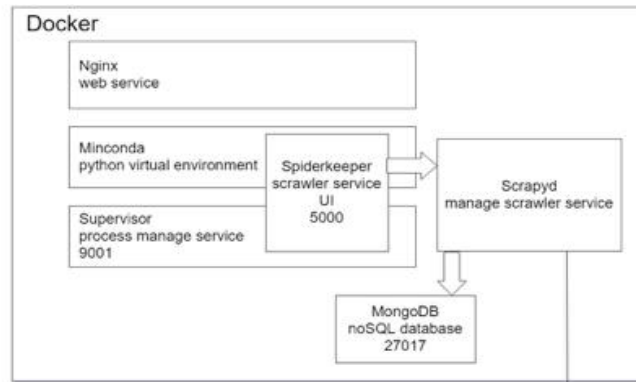 Docker
Nginx
web service
Minconda
python virtual environment
Spiderkeeper
scrawler service
UI
5000
Scrapyd
manage scrawler service
Supervisor
process manage service
9001
MongoDB
noSQL database
27017